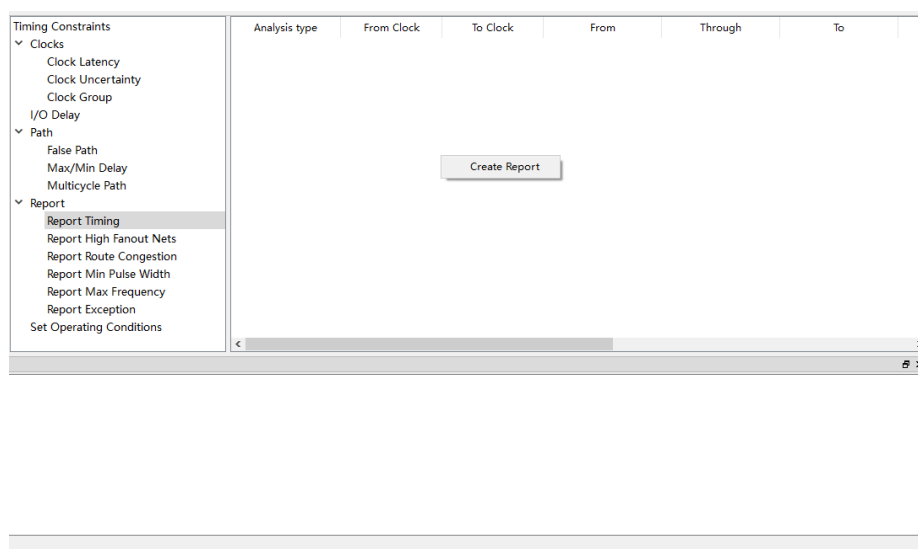 Timing Constraints
Clocks
Clock Latency
Clock Uncertainty
Clock Group
I/O Delay
Path
False Path
Max/Min Delay
Multicycle Path
Report
Report Timing
Report High Fanout Nets
Report Route Congestion
Report Min Pulse Width
Report Max Frequency
Report Exception
Set Operating Conditions
Analysis type From Clock To Clock From Through To
Create Report